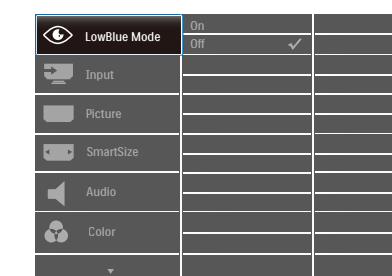 LowBlue Mode
On
Off
Input
Picture
SmartSize
Audio
Color